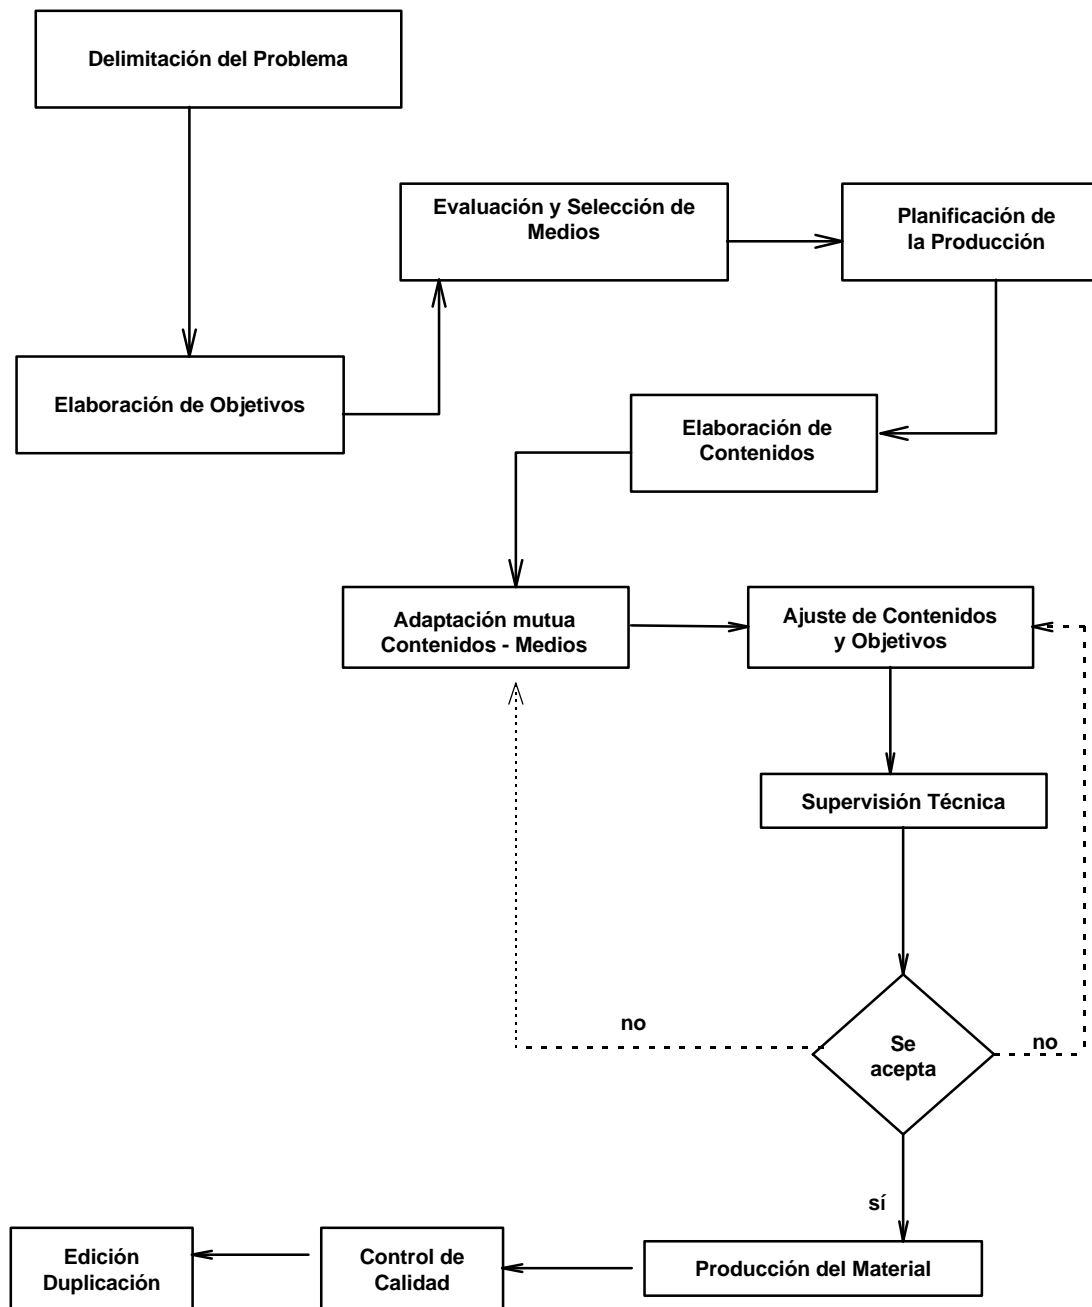 Delimitación del Problema
Evaluación y Selección de
Medios
Planificación de
la Producción
Elaboración de Objetivos
Elaboración de
Contenidos
Adaptación mutua
Contenidos - Medios
Ajuste de Contenidos
y Objetivos
Supervisión Técnica
no
Se
acepta
no
sí
Edición
Duplicación
Control de
Calidad
Producción del Material